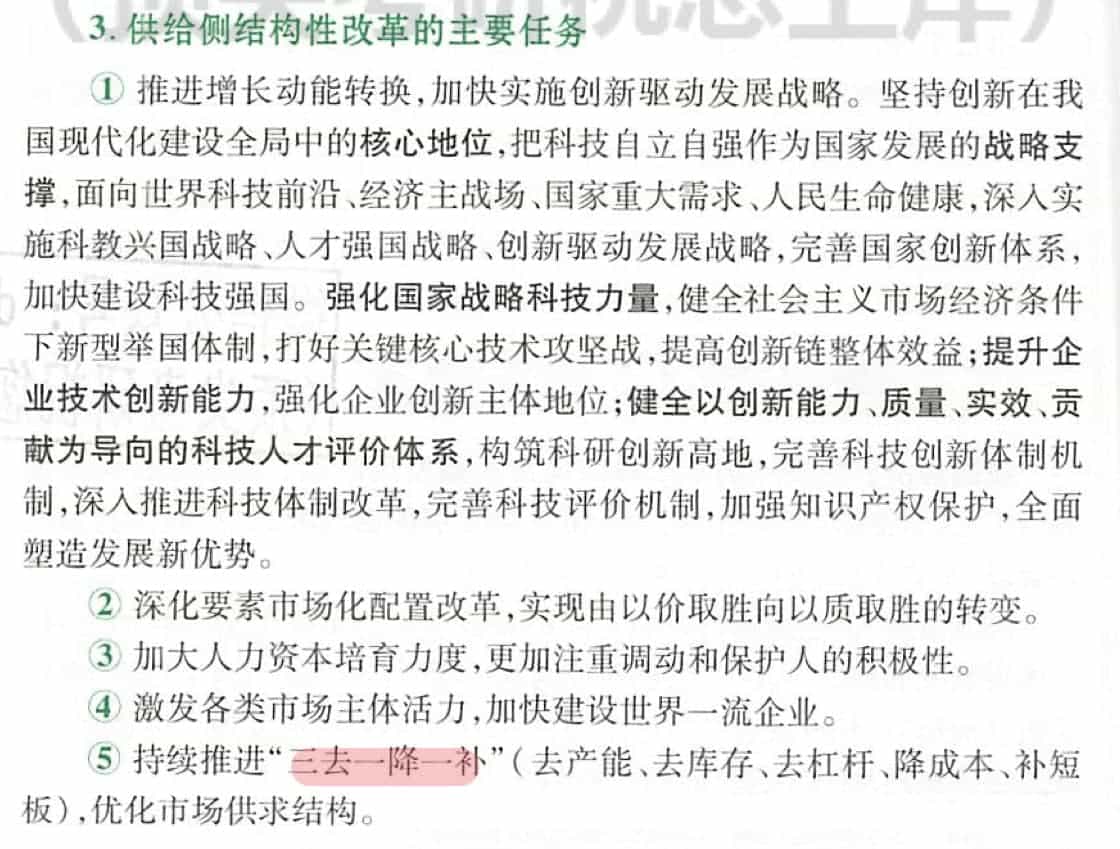 3. 供给侧结构性改革的主要任务
① 推进增长动能转换,加快实施创新驱动发展战略。坚持创新在我
国现代化建设全局中的核心地位,把科技自立自强作为国家发展的战略支
撑,面向世界科技前沿、经济主战场、国家重大需求、人民生命健康,深入实
施科教兴国战略、人才强国战略、创新驱动发展战略,完善国家创新体系,
加快建设科技强国。强化国家战略科技力量,健全社会主义市场经济条件
下新型举国体制,打好关键核心技术攻坚战,提高创新链整体效益;提升企
业技术创新能力,强化企业创新主体地位;健全以创新能力、质量、实效、贡
献为导向的科技人才评价体系,构筑科研创新高地,完善科技创新体制机
制,深入推进科技体制改革,完善科技评价机制,加强知识产权保护,全面
塑造发展新优势。
② 深化要素市场化配置改革,实现由以价取胜向以质取胜的转变。
③ 加大人力资本培育力度,更加注重调动和保护人的积极性。
④ 激发各类市场主体活力,加快建设世界一流企业。
⑤ 持续推进“三去一降一补”(去产能、去库存、去杠杆、降成本、补短
板),优化市场供求结构。